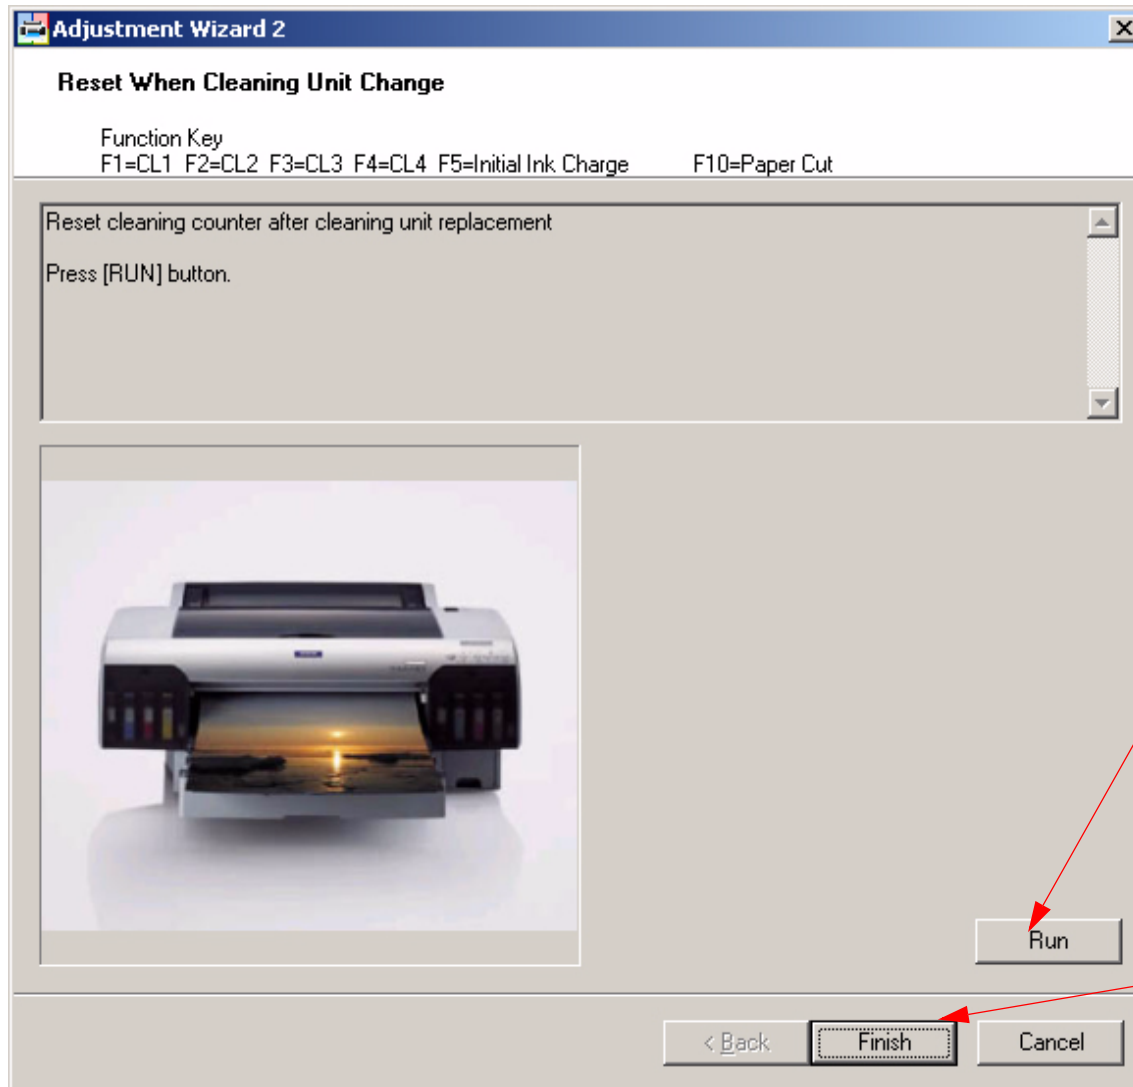 Adjustment Wizard 2
Reset When Cleaning Unit Change
Function Key
F1=CL1 F2=CL2 F3=CL3 F4=CL4 F5=Initial Ink Charge F10=Paper Cut
Reset cleaning counter after cleaning unit replacement
Press [RUN] button.
Run
< Back Finish Cancel